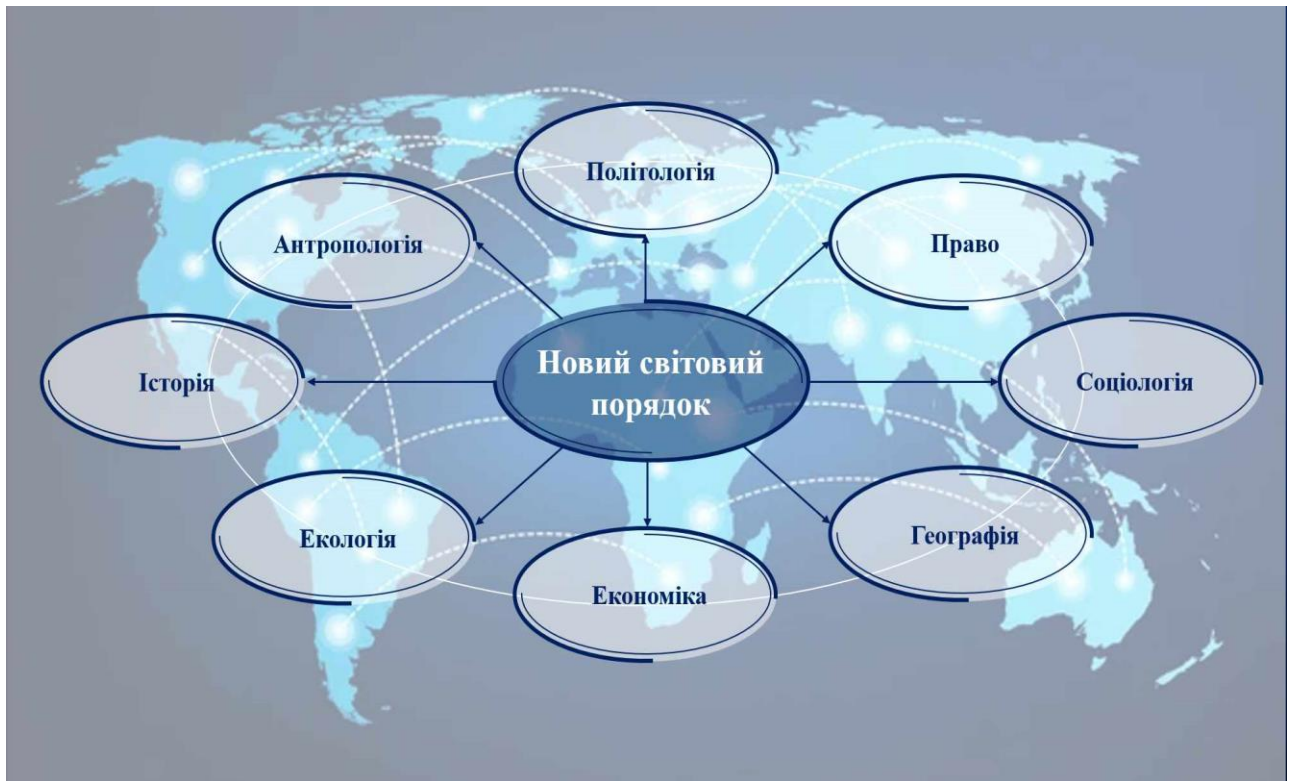 Політологія
Антропологія
Право
Новий світовий
порядок
Історія
Соціологія
Екологія
Географія
Економіка